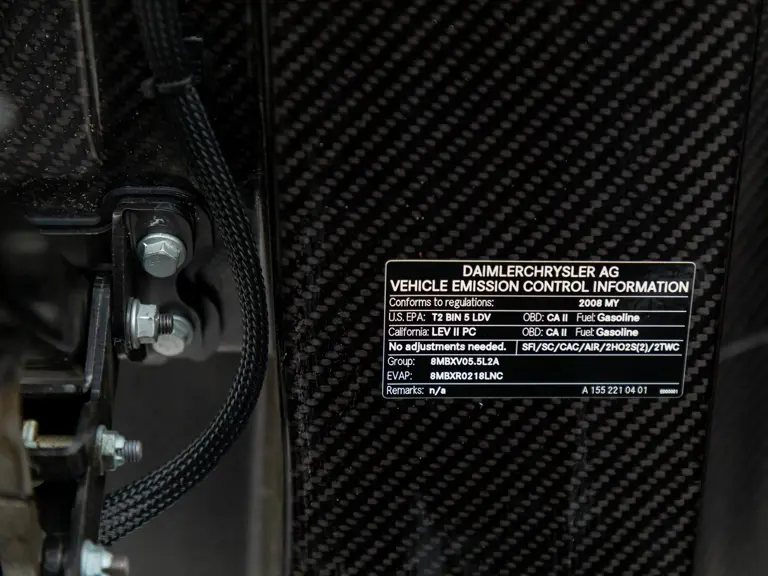 DAIMLERCHRYSLER AG
VEHICLE EMISSION CONTROL INFORMATION
Conforms to regulations: 2008 MY
U.S. EPA: T2 BIN 5 LDV OBD: CA II Fuel: Gasoline
California: LEV II PC OBD: CA II Fuel: Gasoline
No adjustments needed. SFI/SC/CAC/AIR/2HO2S(2)/2TWC
Group: 8MBXV05.5L2A
EVAP: 8MBXR0218LNC
Remarks: n/a A 155 221 04 01